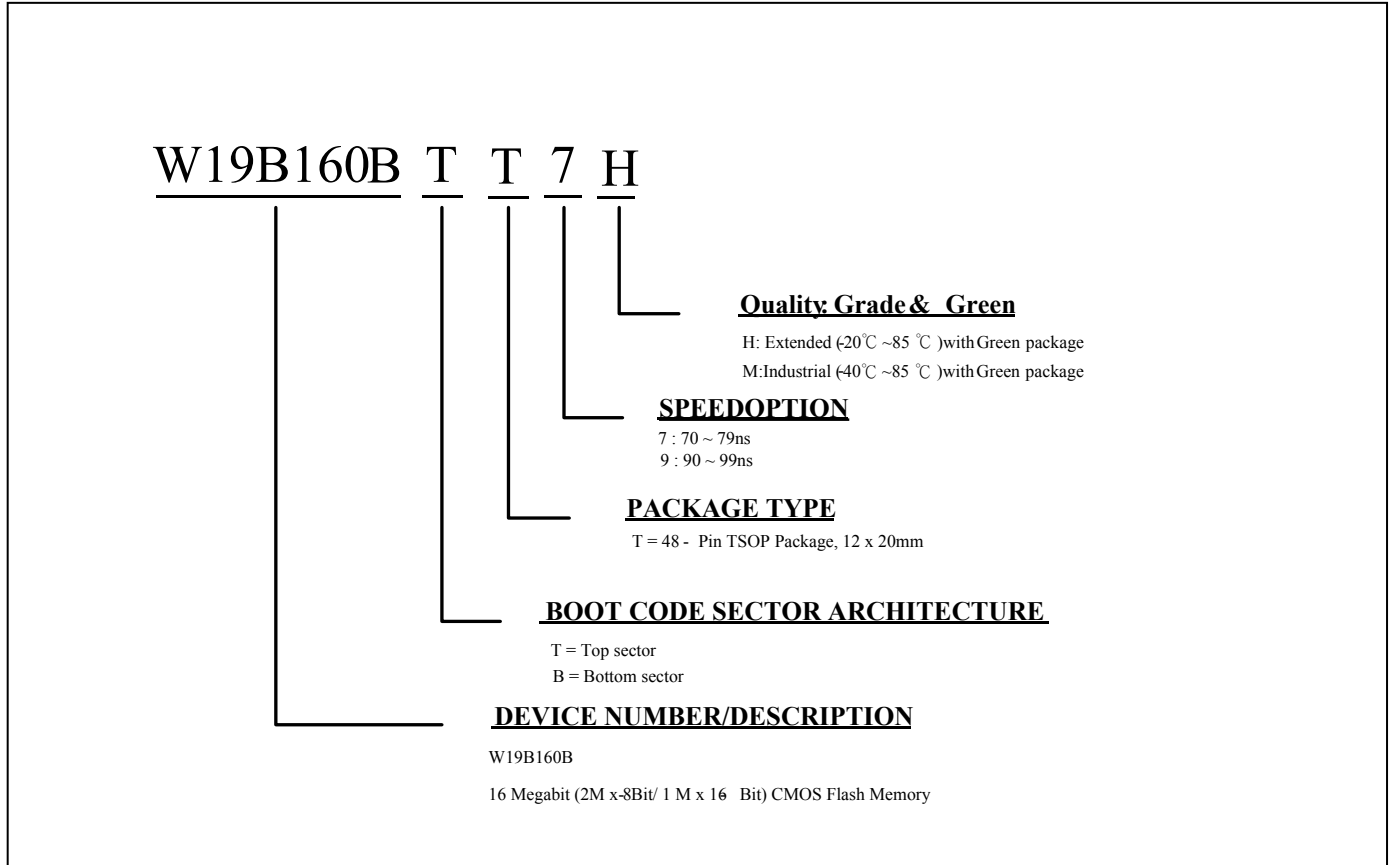 W19B160B T T 7 H
Quality: Grade & Green
H: Extended (-20℃ ~85 ℃ )with Green package
M:Industrial (-40℃ ~85 ℃ )with Green package
SPEEDOPTION
7 : 70 ~ 79ns
9 : 90 ~ 99ns
PACKAGE TYPE
T = 48 - Pin TSOP Package, 12 x 20mm
BOOT CODE SECTOR ARCHITECTURE
T = Top sector
B = Bottom sector
DEVICE NUMBER/DESCRIPTION
W19B160B
16 Megabit (2M x-8Bit/ 1 M x 16- Bit) CMOS Flash Memory